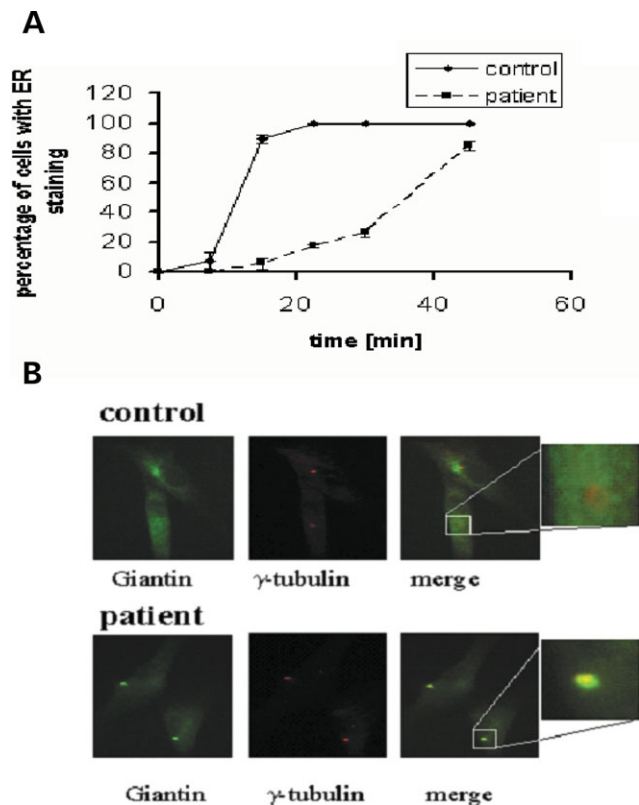 A
control
patient
percentage of cells with ER
staining
120
100
80
60
40
20
0
0
20
40
60
time [min]
B
control
Giantin
γ-tubulin
merge
patient
Giantin
γ-tubulin
merge